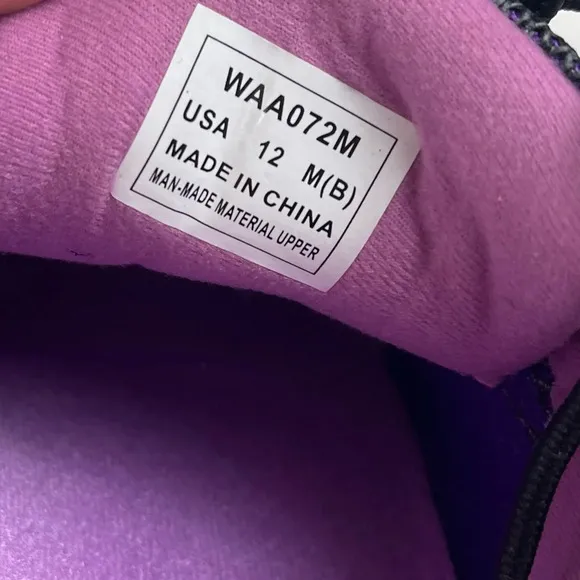 WAA072M
USA 12 M(B)
MADE IN CHINA
MAN-MADE MATERIAL UPPER